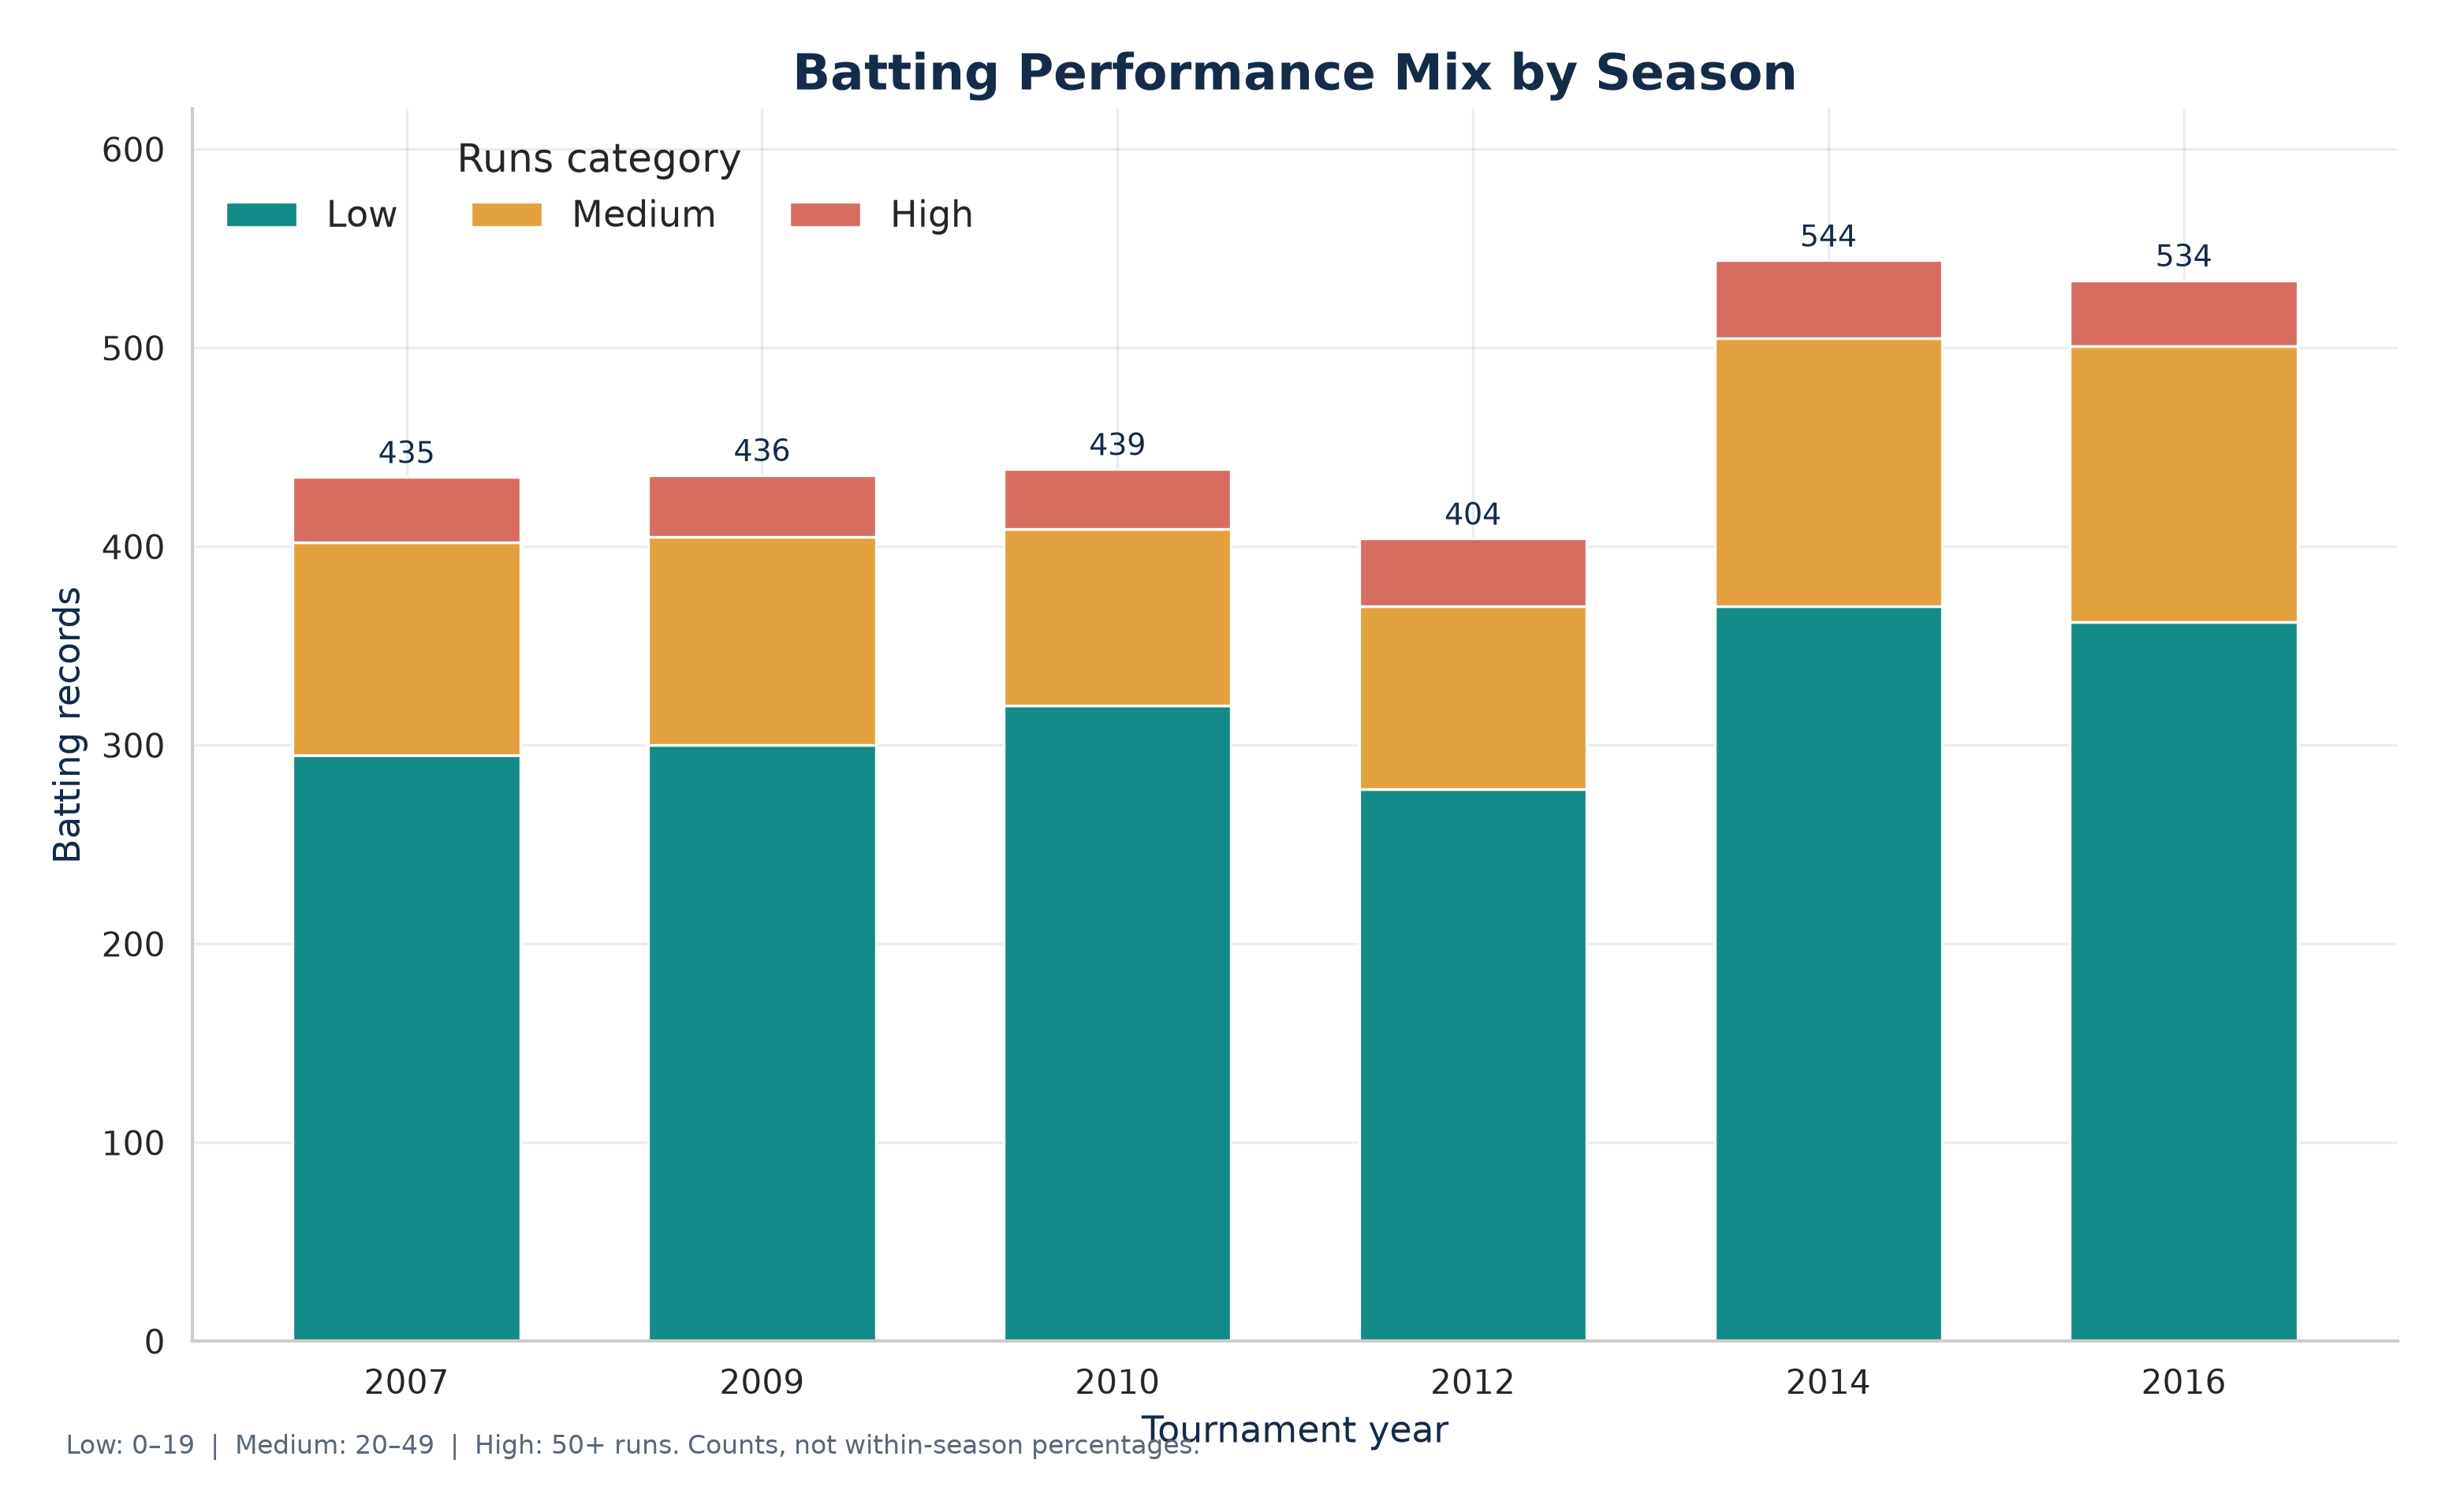 Batting Performance Mix by Season
Runs category
Low Medium High
600
500
400
300
200
100
0
Batting records
435
436
439
404
544
534
2007 2009 2010 2012 2014 2016
Tournament year
Low: 0–19 | Medium: 20–49 | High: 50+ runs. Counts, not within-season percentages.